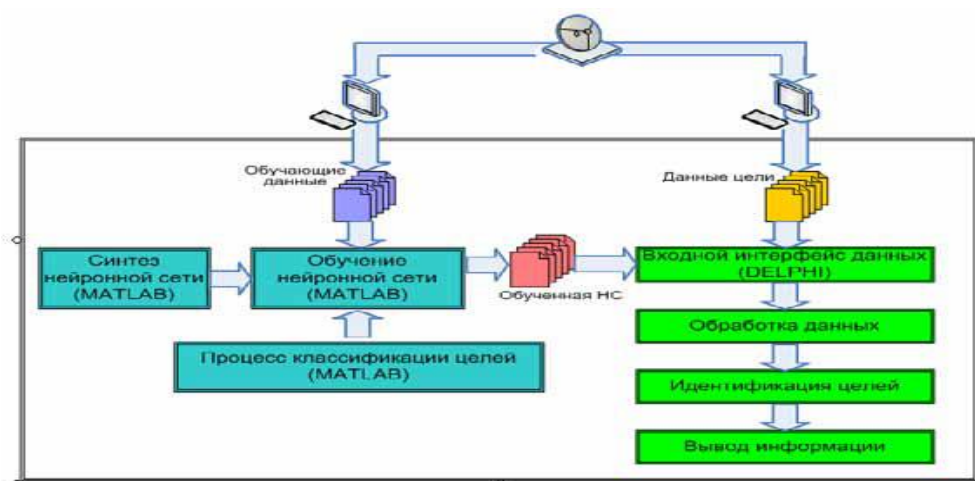 Обучающие
данные
Данные цели
Синтез
нейронной сети
(MATLAB)
Обучение
нейронной сети
(MATLAB)
Обученная НС
Входной интерфейс данных
(DELPHI)
Обработка данных
Процесс классификации целей
(MATLAB)
Идентификация целей
Вывод информации